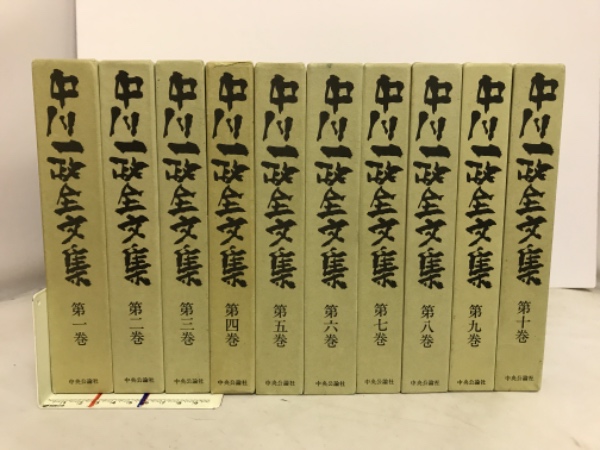 中川一政全文集
第一巻
中央公論社
中川一政全文集
第二巻
中央公論社
中川一政全文集
第三巻
中央公論社
中川一政全文集
第四巻
中央公論社
中川一政全文集
第五巻
中央公論社
中川一政全文集
第六巻
中央公論社
中川一政全文集
第七巻
中央公論社
中川一政全文集
第八巻
中央公論社
中川一政全文集
第九巻
中央公論社
中川一政全文集
第十巻
中央公論社